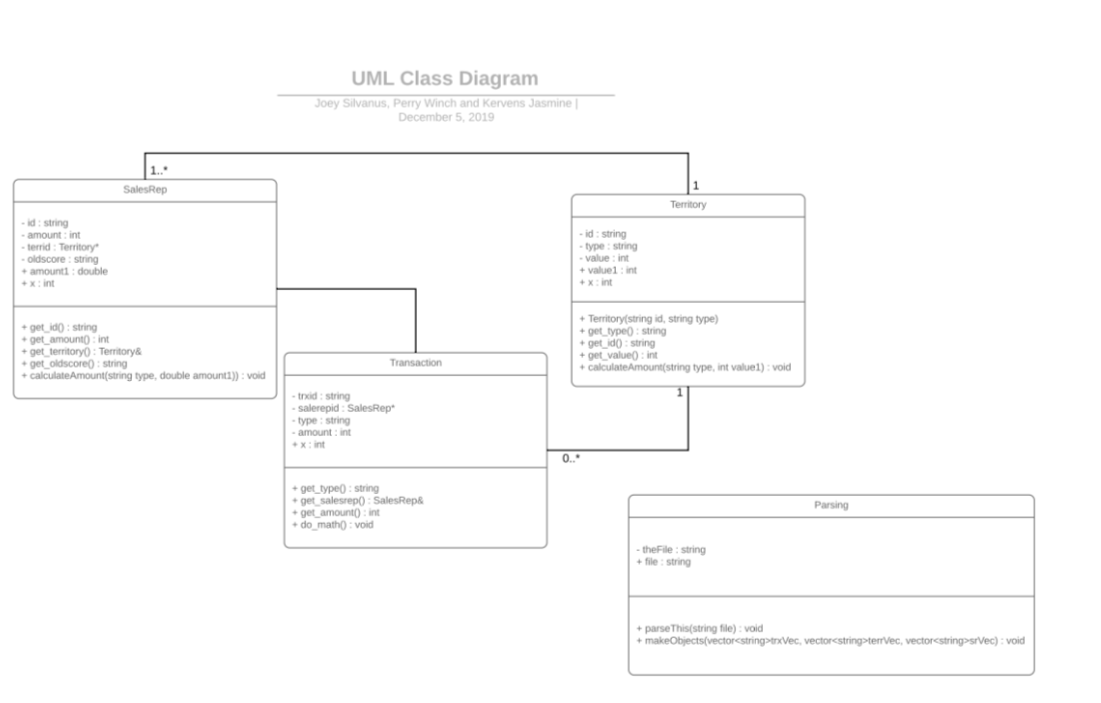 UML Class Diagram
Joey Silvanus, Perry Winch and Kervens Jasmine |
December 5, 2019
1..*
1
SalesRep
- id : string
- amount : int
- terrid : Territory*
- oldscore : string
+ amount1 : double
+ x : int
+ get_id() : string
+ get_amount() : int
+ get_territory() : Territory&
+ get_oldscore() : string
+ calculateAmount(string type, double amount1)) : void
Territory
- id : string
- type : string
- value : int
+ value1 : int
+ x : int
+ Territory(string id, string type)
+ get_type() : string
+ get_id() : string
+ get_value() : int
+ calculateAmount(string type, int value1) : void
1
0..*
Transaction
- trxid : string
- salerepid : SalesRep*
- type : string
- amount : int
+ x : int
+ get_type() : string
+ get_salesrep() : SalesRep&
+ get_amount() : int
+ do_math() : void
Parsing
- theFile : string
+ file : string
+ parseThis(string file) : void
+ makeObjects(vector<string>trxVec, vector<string>terrVec, vector<string>srVec) : void